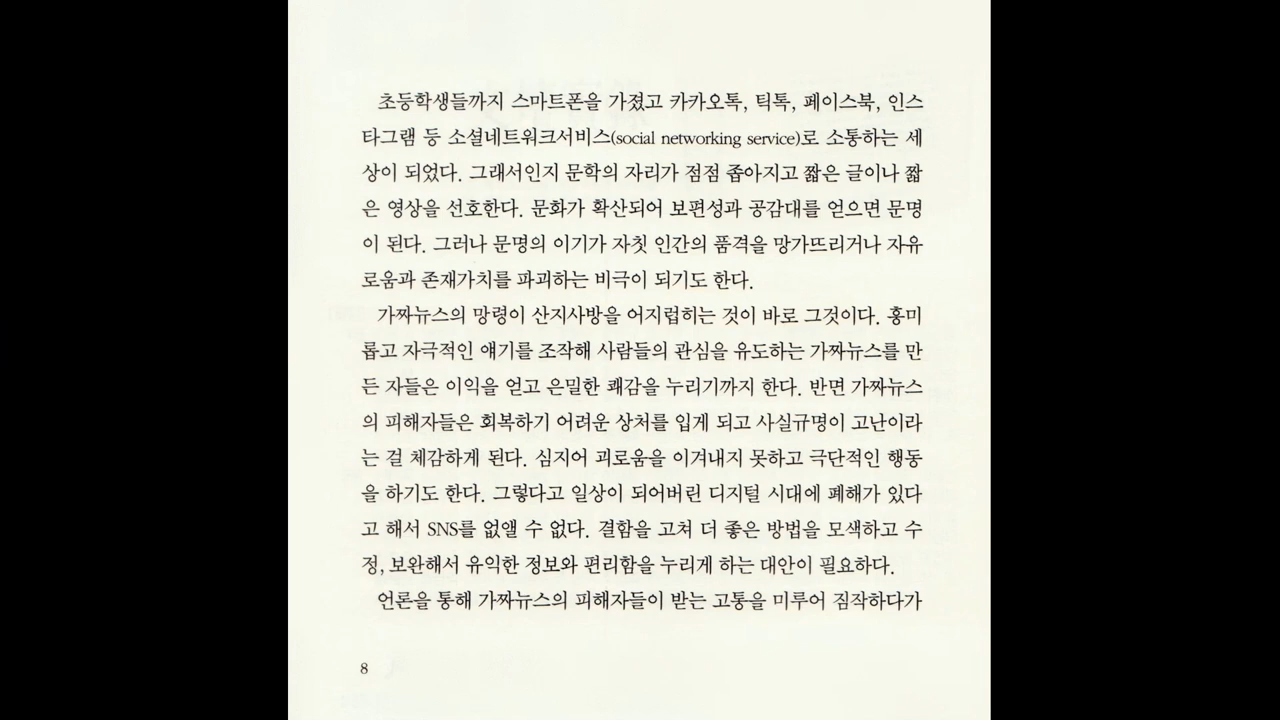 초등학생들까지 스마트폰을 가졌고 카카오톡, 틱톡, 페이스북, 인스
타그램 등 소셜네트워크서비스(social networking service)로 소통하는 세
상이 되었다. 그래서인지 문학의 자리가 점점 좁아지고 짧은 글이나 짧
은 영상을 선호한다. 문화가 확산되어 보편성과 공감대를 얻으면 문명
이 된다. 그러나 문명의 이기가 자칫 인간의 품격을 망가뜨리거나 자유
로움과 존재가치를 파괴하는 비극이 되기도 한다.
가짜뉴스의 망령이 산지사방을 어지럽히는 것이 바로 그것이다. 흥미
롭고 자극적인 얘기를 조작해 사람들의 관심을 유도하는 가짜뉴스를 만
든 자들은 이익을 얻고 은밀한 쾌감을 누리기까지 한다. 반면 가짜뉴스
의 피해자들은 회복하기 어려운 상처를 입게 되고 사실규명이 고난이라
는 걸 체감하게 된다. 심지어 괴로움을 이겨내지 못하고 극단적인 행동
을 하기도 한다. 그렇다고 일상이 되어버린 디지털 시대에 폐해가 있다
고 해서 SNS를 없앨 수 없다. 결함을 고쳐 더 좋은 방법을 모색하고 수
정, 보완해서 유익한 정보와 편리함을 누리게 하는 대안이 필요하다.
언론을 통해 가짜뉴스의 피해자들이 받는 고통을 미루어 짐작하다가
8